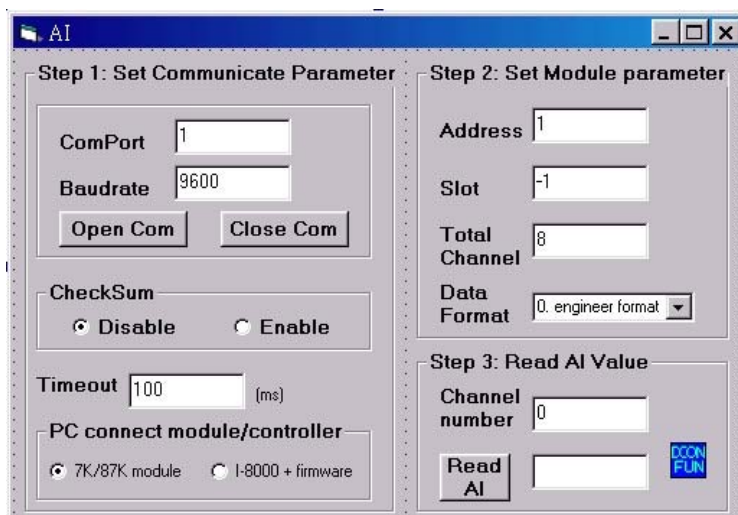 AI
Step 1: Set Communicate Parameter
ComPort
1
Baudrate
9600
Open Com
Close Com
CheckSum
Disable
Enable
Timeout
100
(ms)
PC connect module/controller
7K/87K module
I-8000 + firmware
Step 2: Set Module parameter
Address
1
Slot
-1
Total
Channel
8
Data
Format
0. engineer format
Step 3: Read AI Value
Channel
number
0
Read
AI
DCON
FUN